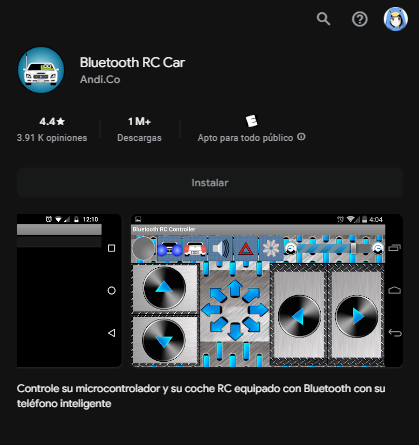 Bluetooth RC Car
Andi.Co
4.4★
3.91 K opiniones
1 M+
Descargas
E
Apto para todo público
Instalar
12:10
4:04
Bluetooth RC Controller
Controle su microcontrolador y su coche RC equipado con Bluetooth con su
teléfono inteligente